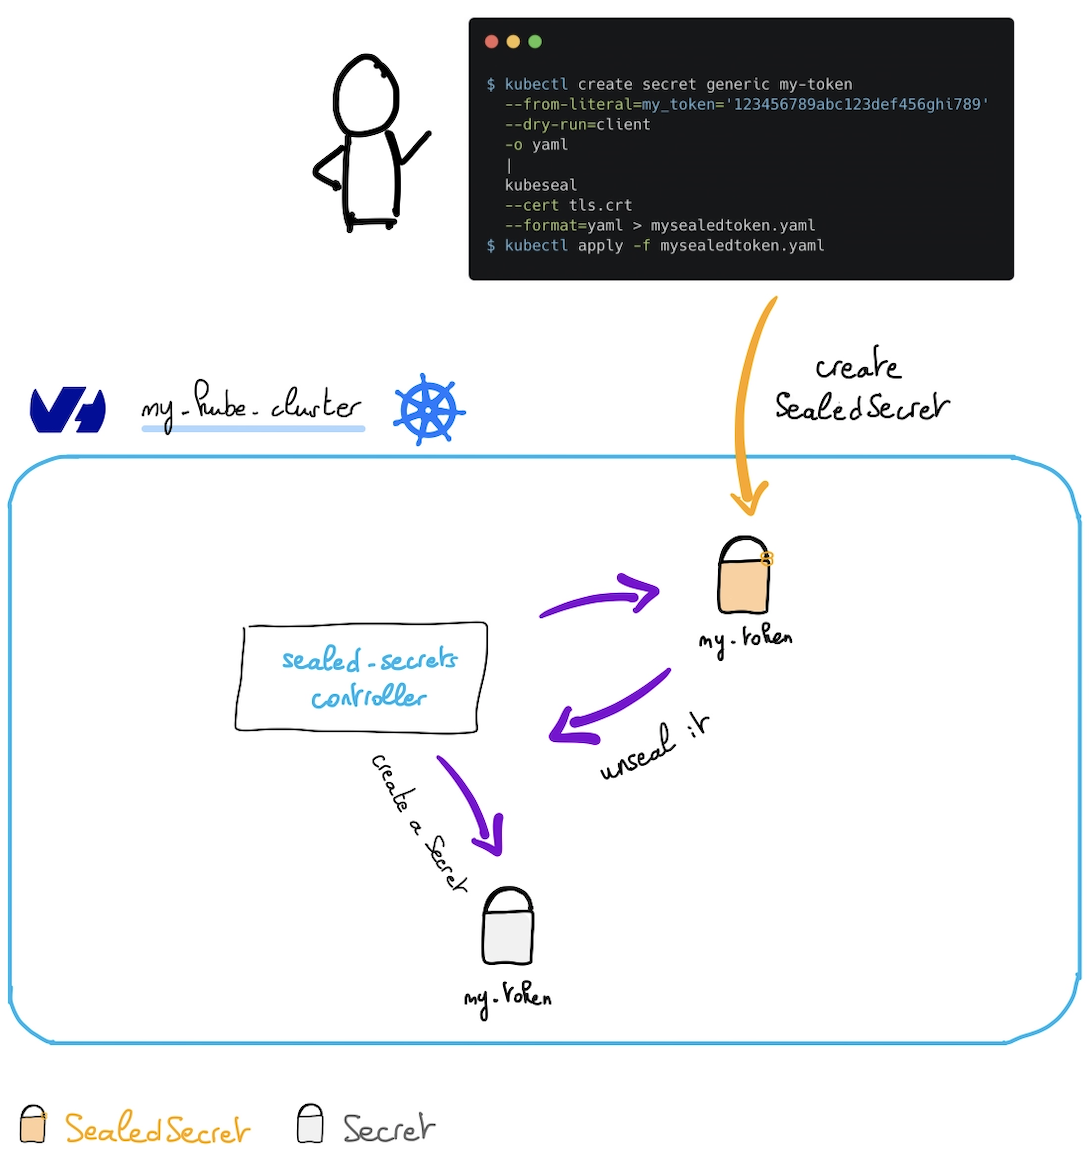 $ kubectl create secret generic my-token
--from-literal=my_token='123456789abc123def456ghi789'
--dry-run=client
-o yaml
|
kubeseal
--cert tls.crt
--format=yaml > mysealedtoken.yaml
$ kubectl apply -f mysealedtoken.yaml
create
SealedSecret
my-kube-cluster
my-token
sealed-secrets
controller
unseal it
create a Secret
my-token
SealedSecret
Secret